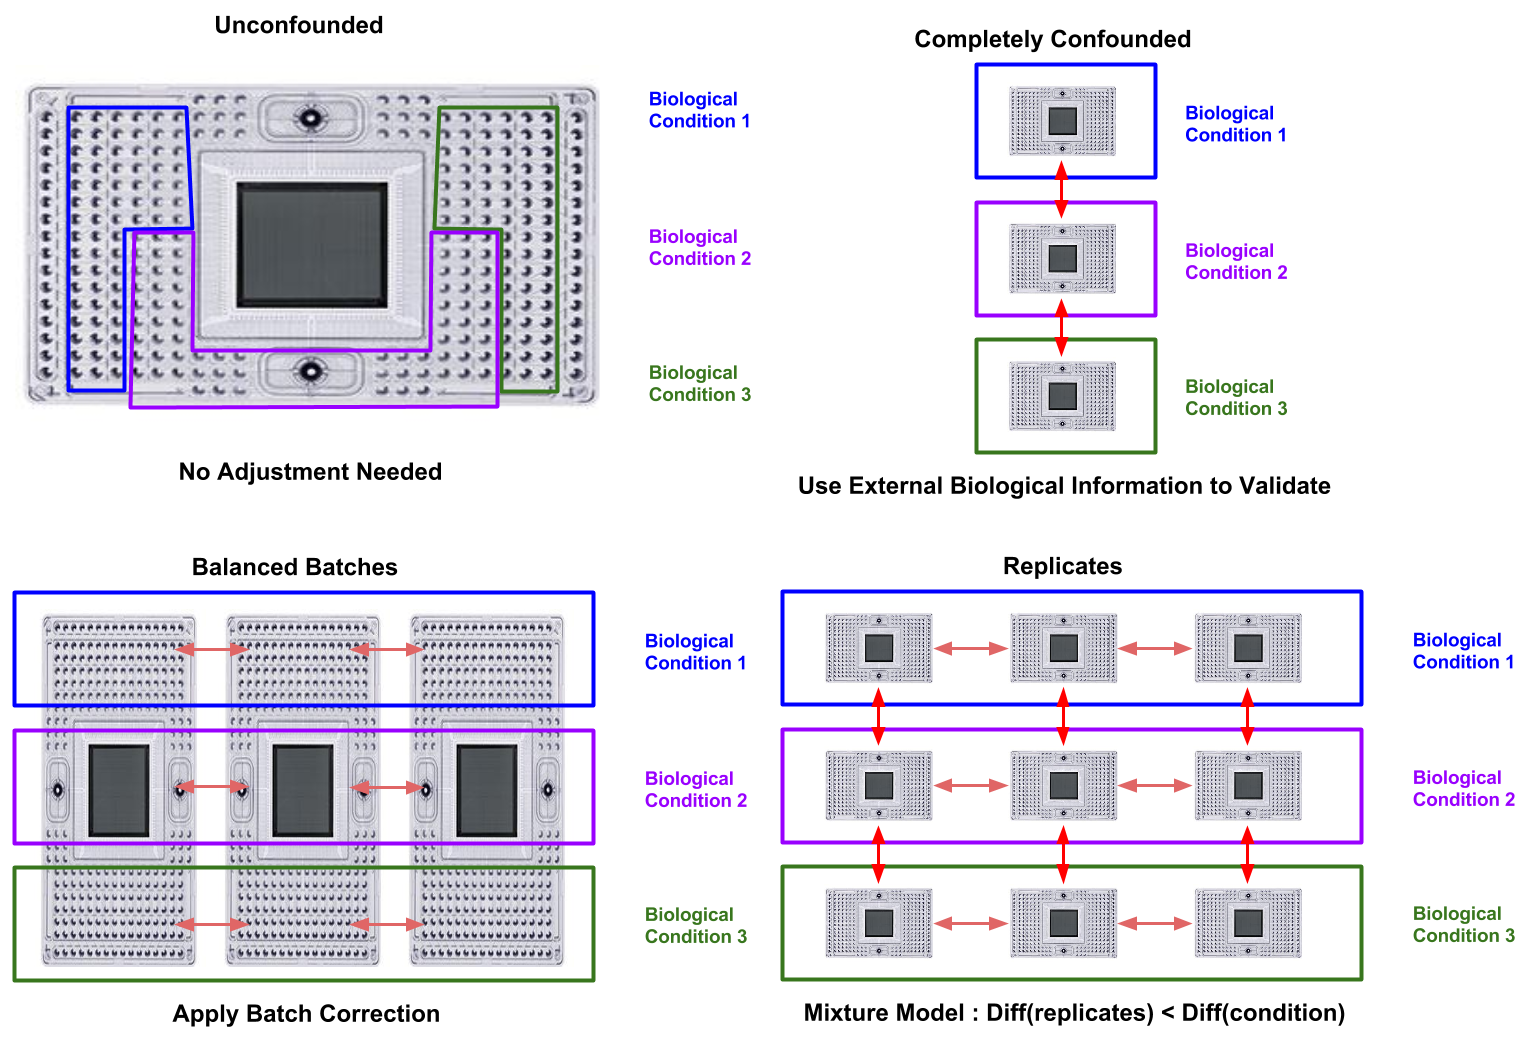 Unconfounded
Biological
Condition 1
Biological
Condition 2
Biological
Condition 3
No Adjustment Needed
Completely Confounded
Biological
Condition 1
Biological
Condition 2
Biological
Condition 3
Use External Biological Information to Validate
Balanced Batches
Biological
Condition 1
Biological
Condition 2
Biological
Condition 3
Apply Batch Correction
Replicates
Biological
Condition 1
Biological
Condition 2
Biological
Condition 3
Mixture Model : Diff(replicates) < Diff(condition)